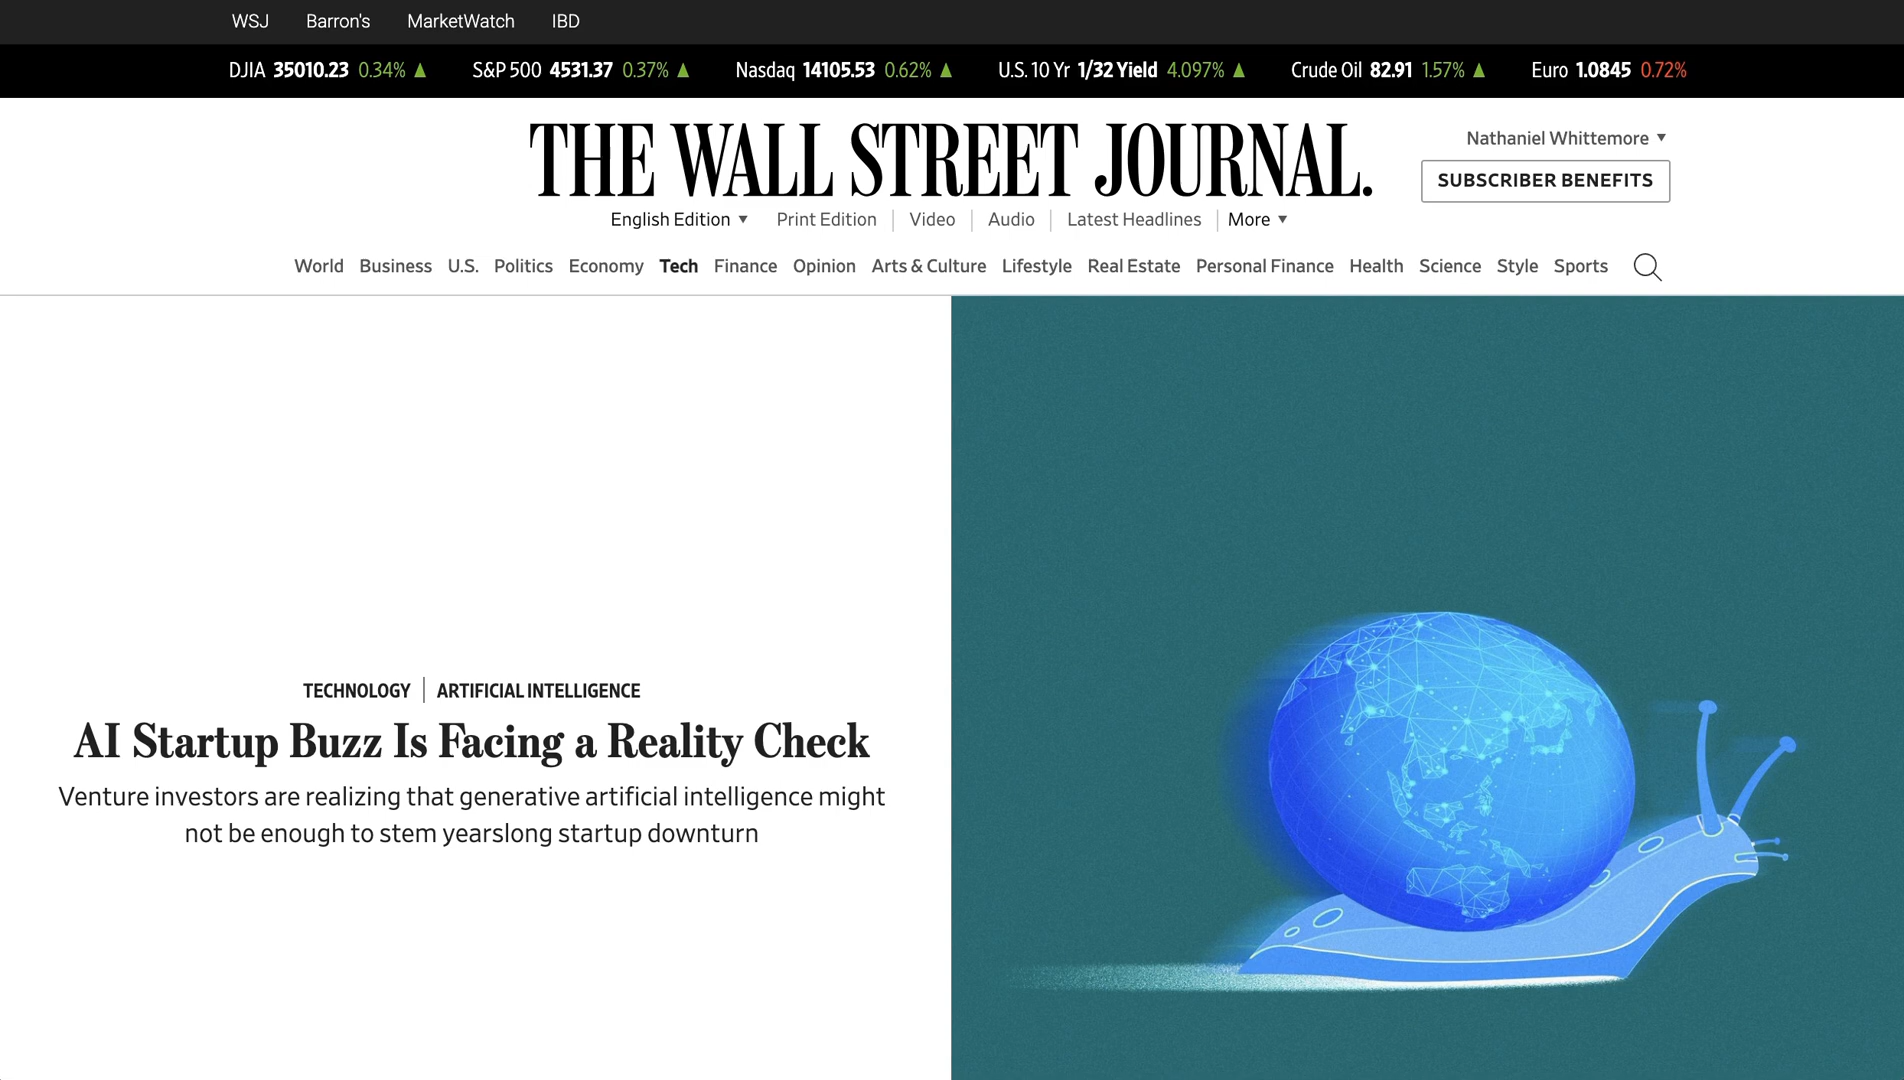 WSJ Barron's MarketWatch IBD
DJIA 35010.23 0.34% ▲ S&P 500 4531.37 0.37% ▲ Nasdaq 14105.53 0.62% ▲ U.S. 10 Yr 1/32 Yield 4.097% ▲ Crude Oil 82.91 1.57% ▲ Euro 1.0845 0.72%
THE WALL STREET JOURNAL.
Nathaniel Whittemore ▼
SUBSCRIBER BENEFITS
English Edition ▼ Print Edition | Video | Audio | Latest Headlines | More ▼
World Business U.S. Politics Economy Tech Finance Opinion Arts & Culture Lifestyle Real Estate Personal Finance Health Science Style Sports
TECHNOLOGY | ARTIFICIAL INTELLIGENCE
AI Startup Buzz Is Facing a Reality Check
Venture investors are realizing that generative artificial intelligence might
not be enough to stem yearslong startup downturn